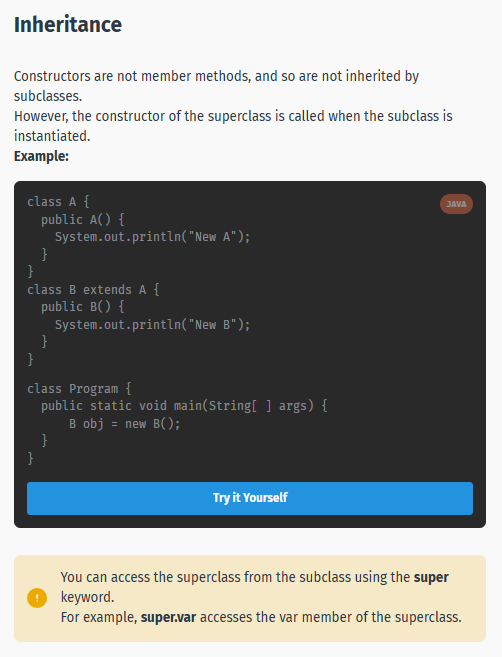 Inheritance
Constructors are not member methods, and so are not inherited by
subclasses.
However, the constructor of the superclass is called when the subclass is
instantiated.
Example:
JAVA
class A {
  public A() {
    System.out.println("New A");
  }
}
class B extends A {
  public B() {
    System.out.println("New B");
  }
}
class Program {
  public static void main(String[ ] args) {
      B obj = new B();
  }
}
Try it Yourself
You can access the superclass from the subclass using the super
keyword.
For example, super.var accesses the var member of the superclass.